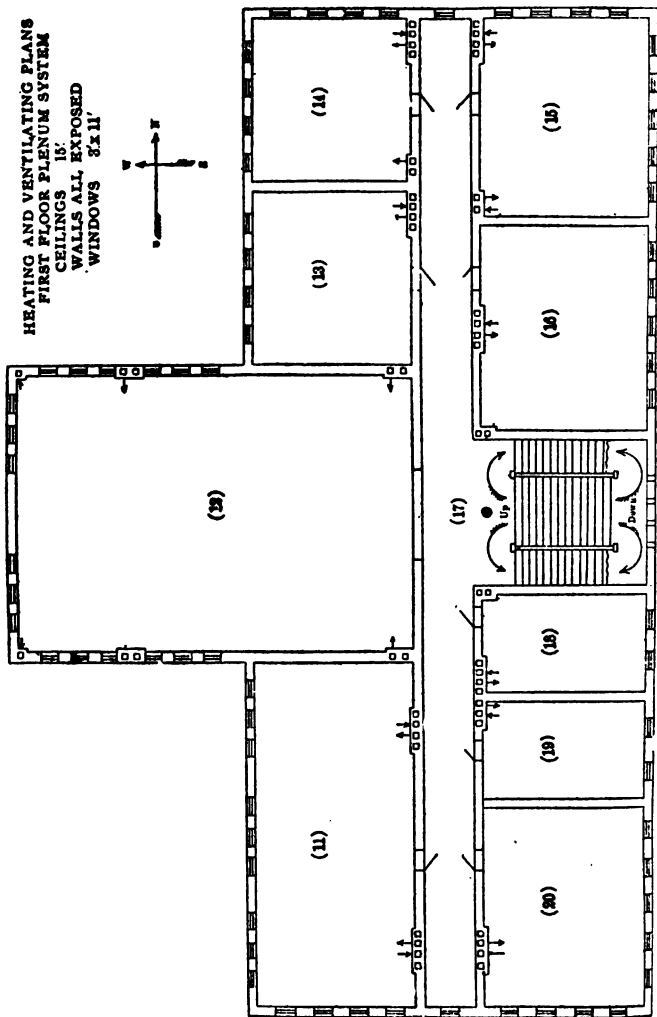 HEATING AND VENTILATING PLANS
FIRST FLOOR PLENUM SYSTEM
CEILINGS 15'
WALLS ALL EXPOSED
WINDOWS 3'x 11'
W
N
S
(14)
(15)
(13)
(16)
(12)
(17)
Up
Down
(18)
(19)
(11)
(20)